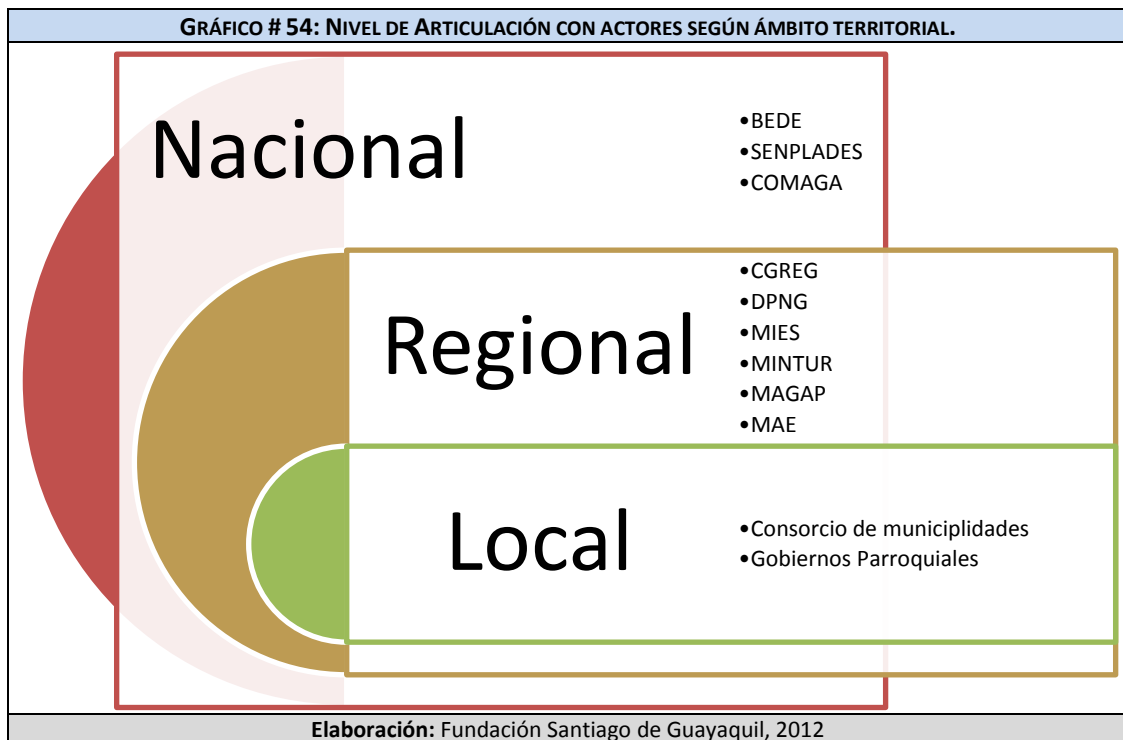 GRÁFICO # 54: NIVEL DE ARTICULACIÓN CON ACTORES SEGÚN ÁMBITO TERRITORIAL.
Nacional
•BEDE
•SENPLADES
•COMAGA
Regional
•CGREG
•DPNG
•MIES
•MINTUR
•MAGAP
•MAE
Local
•Consorcio de municiplidades
•Gobiernos Parroquiales
Elaboración: Fundación Santiago de Guayaquil, 2012